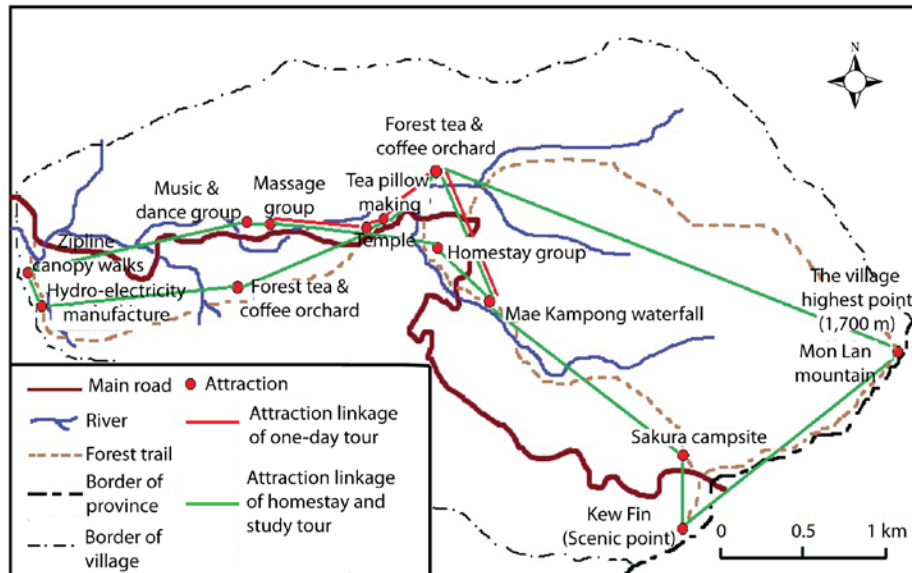 N
Forest tea &
coffee orchard
Music &
dance group
Massage
group
Tea pillow
making
Zipline
canopy walks
Temple
Homestay group
Hydro-electricity
manufacture
Forest tea &
coffee orchard
Mae Kampong waterfall
The village
highest point
(1,700 m)
Mon Lan
mountain
Sakura campsite
Kew Fin
(Scenic point)
0 0.5 1 km
Main road
River
Forest trail
Border of
province
Border of
village
Attraction
Attraction linkage
of one-day tour
Attraction linkage
of homestay and
study tour